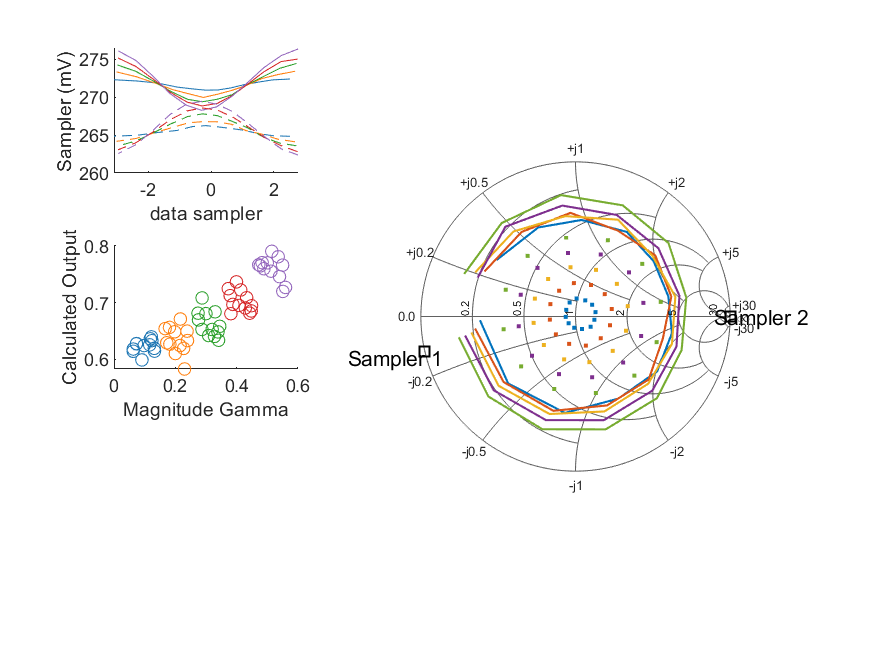 Sampler (mV)
275
270
265
260
-2
0
2
data sampler
Calculated Output
0.8
0.7
0.6
0
0.2
0.4
0.6
Magnitude Gamma
+j1
+j0.5
+j2
+j0.2
+j5
+j30
0.0
0.2
0.5
1
2
5
30
-j30
Sampler 2
Sampler 1
-j0.2
-j5
-j0.5
-j2
-j1